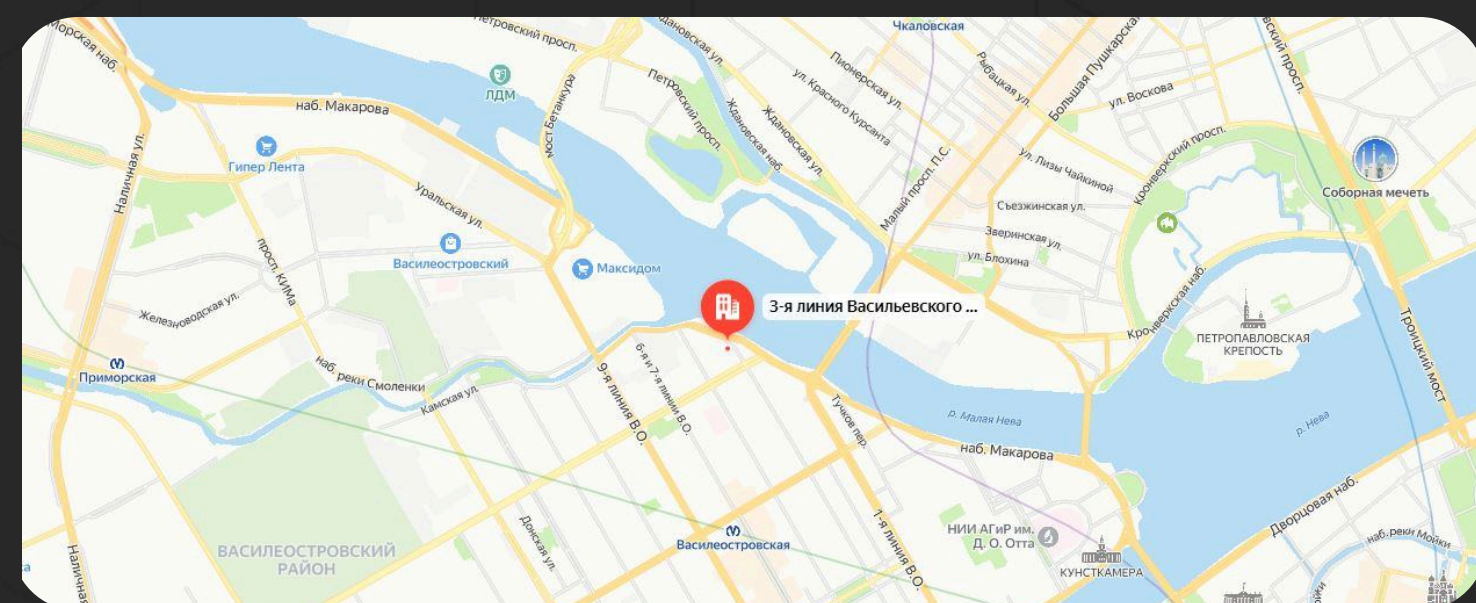 Морская наб.
Петровский просп.
Ждановская ул.
Чкаловская
Большая Пушкарская
ЛДМ
наб. Макарова
мост Бетанкура
Петровский просп.
Ждановская наб.
Ждановская ул.
Пионерская ул.
ул. Красного Курсанта
Рыбацкая ул.
ул. Воскова
Кронверкский просп.
Соборная мечеть
Гипер Лента
Наличная ул.
Уральская ул.
Малый просп. П.С.
ул. Лизы Чайкиной
Съезжинская ул.
Зверинская ул.
ул. Блохина
просп. КИМа
Василеостровский
Максидом
3-я линия Васильевского ...
Железноводская ул.
Кронверкская наб.
ПЕТРОПАВЛОВСКАЯ
КРЕПОСТЬ
Троицкий мост
Приморская
наб. реки Смоленки
Камская ул.
9-я линия В.О.
6-я и 7-я линии В.О.
Тучков пер.
р. Малая Нева
р. Нева
наб. Макарова
Дворцовая наб.
наб. реки Мойки
ВАСИЛЕОСТРОВСКИЙ
РАЙОН
Донская ул.
Василеостровская
1-я линия В.О.
НИИ АГиР им.
Д. О. Отта
КУНСТКАМЕРА
Наличная